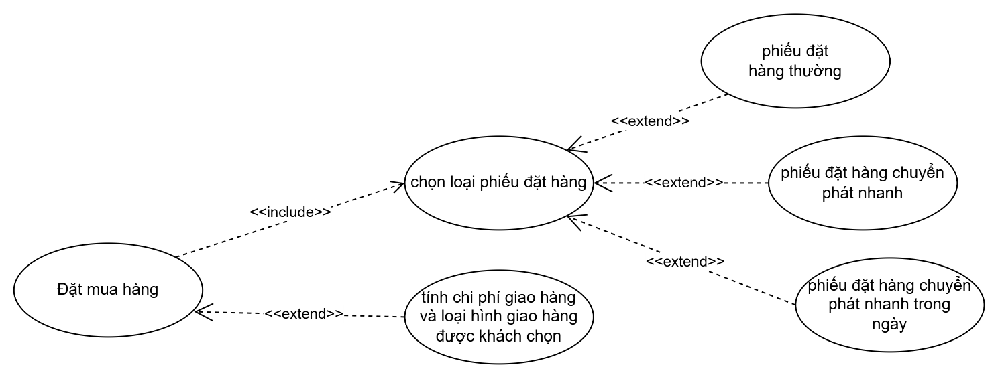 phiếu đặt
hàng thường
<<extend>>
chọn loại phiếu đặt hàng
<<extend>>
phiếu đặt hàng chuyển
phát nhanh
<<include>>
<<extend>>
phiếu đặt hàng chuyển
phát nhanh trong
ngày
Đặt mua hàng
<<extend>>
tính chi phí giao hàng
và loại hình giao hàng
được khách chọn